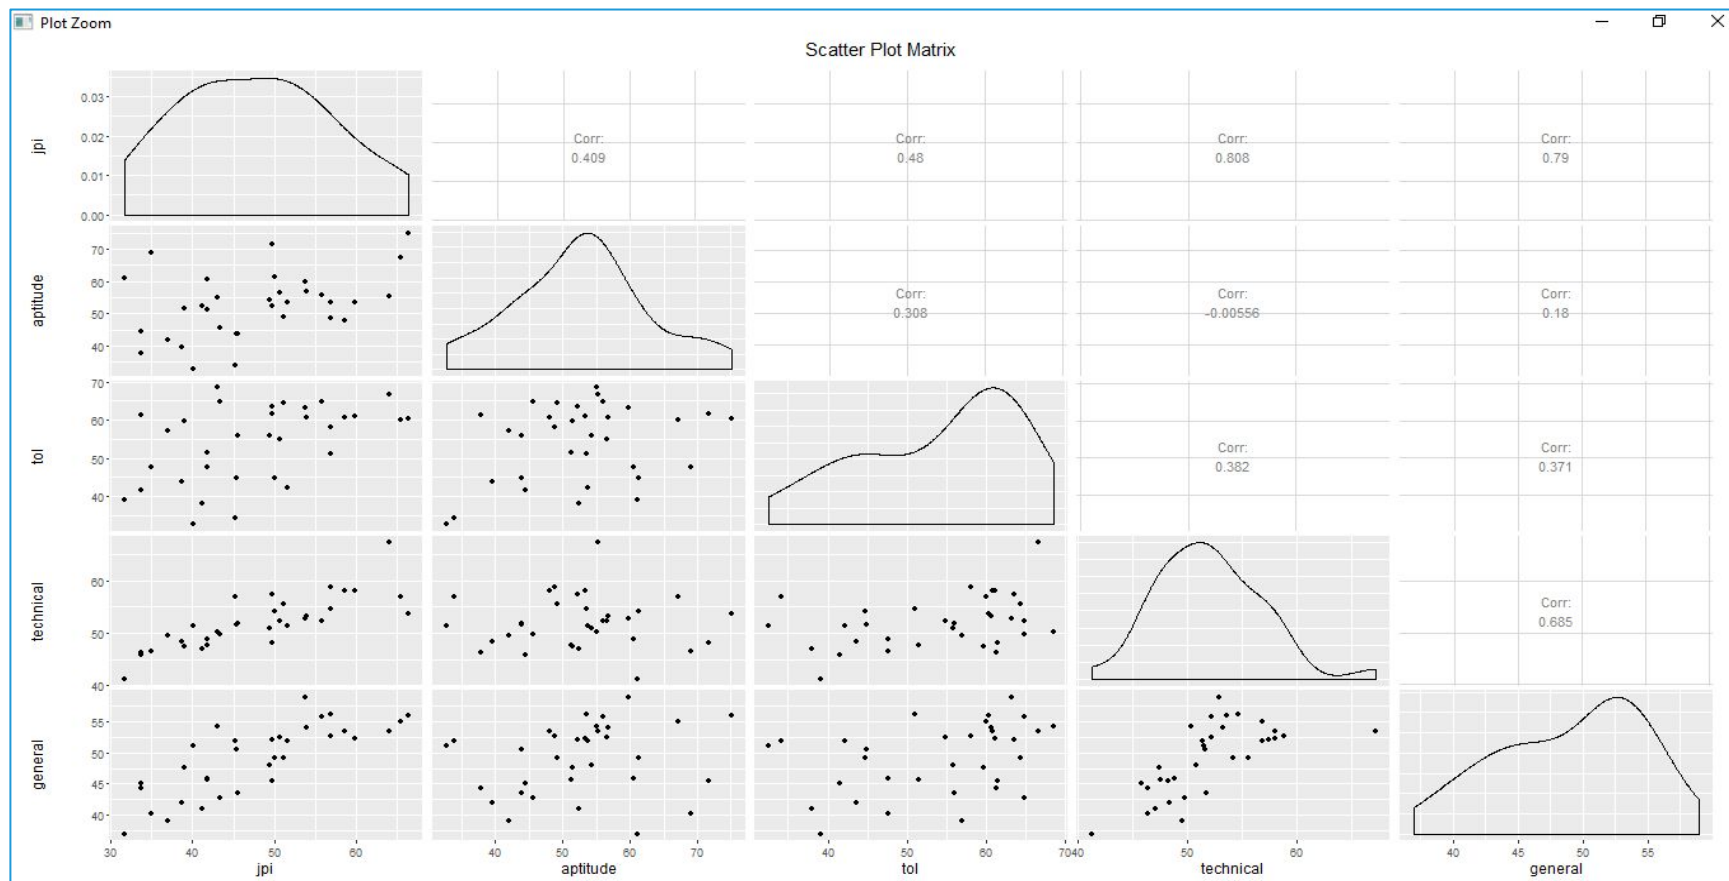 Plot Zoom
Scatter Plot Matrix
jpi
0.03
0.02
0.01
0.00
Corr:
0.409
Corr:
0.48
Corr:
0.808
Corr:
0.79
aptitude
70
60
50
40
Corr:
0.308
Corr:
-0.00556
Corr:
0.18
tol
70
60
50
40
Corr:
0.382
Corr:
0.371
technical
60
50
40
Corr:
0.685
general
55
50
45
40
30 40 50 60
40 50 60 70
40 50 60 70
40 50 60
40 45 50 55
jpi aptitude tol technical general